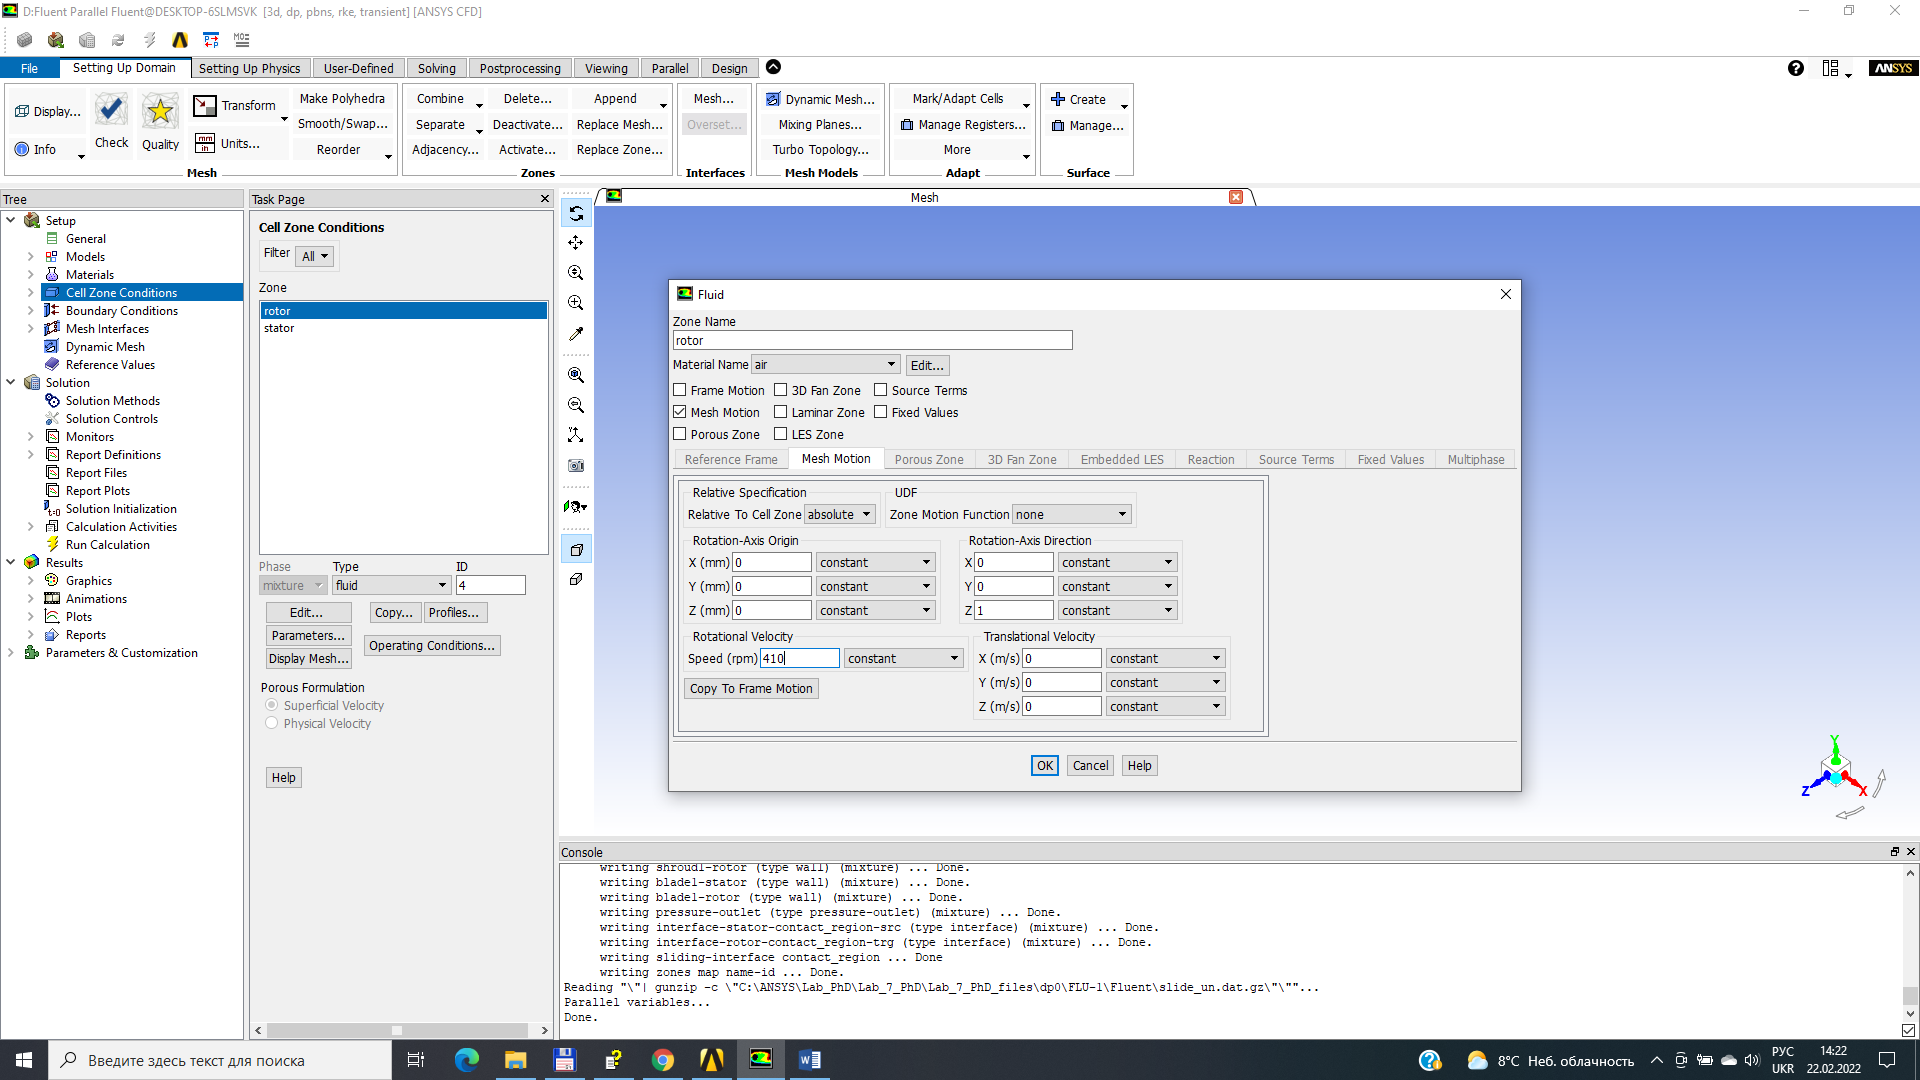 D:Fluent Parallel Fluent@DESKTOP-6SLMSVK [3d, dp, pbns, rke, transient] [ANSYS CFD]
File
Setting Up Domain
Setting Up Physics
User-Defined
Solving
Postprocessing
Viewing
Parallel
Design
ANSYS
Display...
Info
Check
Quality
Transform
Units...
Make Polyhedra
Smooth/Swap...
Reorder
Mesh
Combine
Separate
Adjacency...
Delete...
Deactivate...
Activate...
Append
Replace Mesh...
Replace Zone...
Zones
Mesh...
Overset...
Interfaces
Dynamic Mesh...
Mixing Planes...
Turbo Topology...
Mesh Models
Mark/Adapt Cells
Manage Registers...
More
Adapt
Create
Manage...
Surface
Tree
Setup
General
Models
Materials
Cell Zone Conditions
Boundary Conditions
Mesh Interfaces
Dynamic Mesh
Reference Values
Solution
Solution Methods
Solution Controls
Monitors
Report Definitions
Report Files
Report Plots
Solution Initialization
Calculation Activities
Run Calculation
Results
Graphics
Animations
Plots
Reports
Parameters & Customization
Task Page
Cell Zone Conditions
Filter All
Zone
rotor
stator
Phase Type ID
mixture fluid 4
Edit... Copy... Profiles...
Parameters... Operating Conditions...
Display Mesh...
Porous Formulation
Superficial Velocity
Physical Velocity
Help
Mesh
Fluid
Zone Name
rotor
Material Name air Edit...
Frame Motion 3D Fan Zone Source Terms
Mesh Motion Laminar Zone Fixed Values
Porous Zone LES Zone
Reference Frame Mesh Motion Porous Zone 3D Fan Zone Embedded LES Reaction Source Terms Fixed Values Multiphase
Relative Specification
Relative To Cell Zone absolute
UDF
Zone Motion Function none
Rotation-Axis Origin
X (mm) 0 constant
Y (mm) 0 constant
Z (mm) 0 constant
Rotation-Axis Direction
X 0 constant
Y 0 constant
Z 1 constant
Rotational Velocity
Speed (rpm) 410 constant
Copy To Frame Motion
Translational Velocity
X (m/s) 0 constant
Y (m/s) 0 constant
Z (m/s) 0 constant
OK Cancel Help
Y
Z
X
Console
writing shroud1-rotor (type wall) (mixture) ... Done.
writing blade1-stator (type wall) (mixture) ... Done.
writing blade1-rotor (type wall) (mixture) ... Done.
writing pressure-outlet (type pressure-outlet) (mixture) ... Done.
writing interface-stator-contact_region-src (type interface) (mixture) ... Done.
writing interface-rotor-contact_region-trg (type interface) (mixture) ... Done.
writing sliding-interface contact_region ... Done
writing zones map name-id ... Done.
Reading "\"| gunzip -c \"C:\ANSYS\Lab_PhD\Lab_7_PhD\Lab_7_PhD_files\dp0\FLU-1\Fluent\slide_un.dat.gz\"\""...
Parallel variables...
Done.
Введите здесь текст для поиска
8°C Неб. облачность
РУС
UKR
14:22
22.02.2022